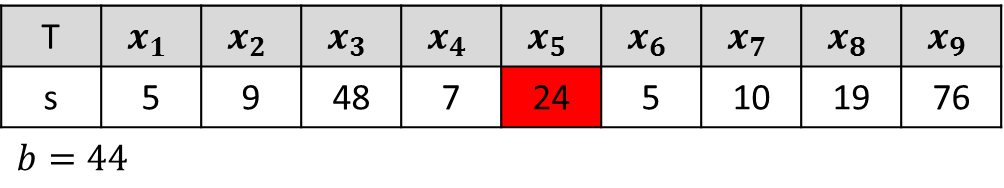 T x₁ x₂ x₃ x₄ x₅ x₆ x₇ x₈ x₉
s 5 9 48 7 24 5 10 19 76
b = 44